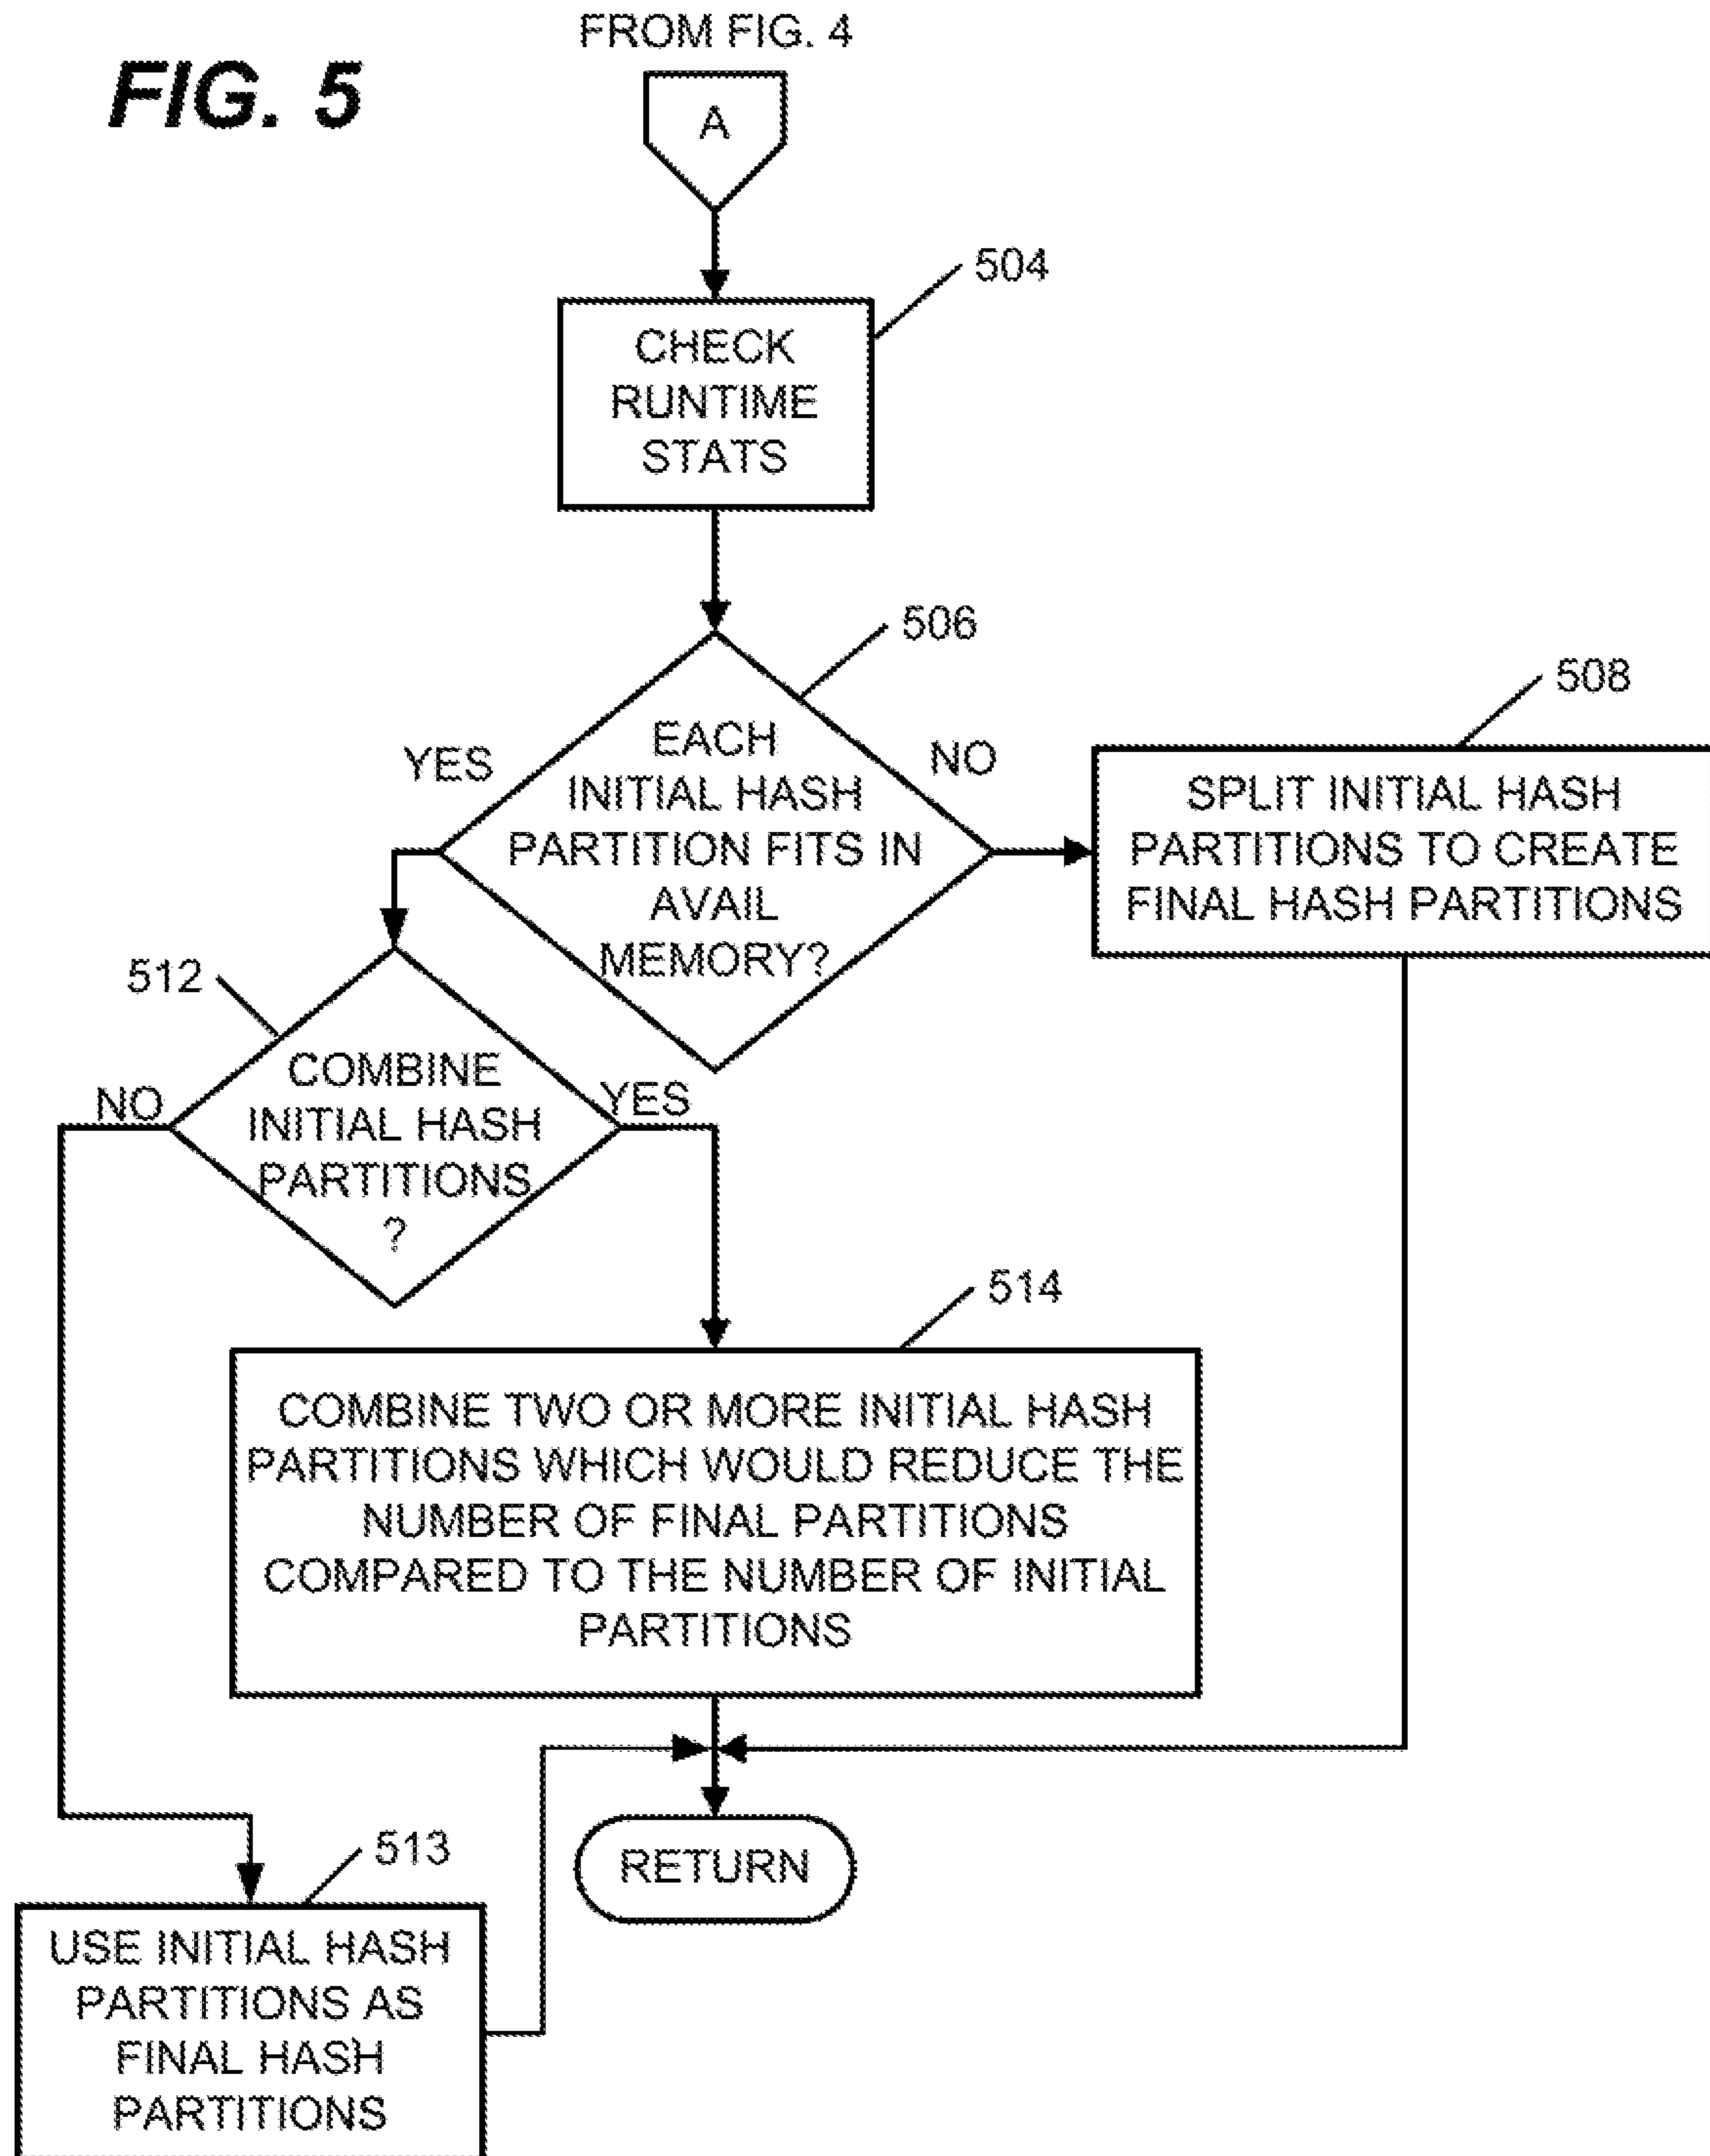 FROM FIG. 4
FIG. 5
A
504
CHECK
RUNTIME
STATS
506
508
YES
EACH
INITIAL HASH
PARTITION FITS IN
AVAIL
MEMORY?
NO
SPLIT INITIAL HASH
PARTITIONS TO CREATE
FINAL HASH PARTITIONS
512
NO
COMBINE
INITIAL HASH
PARTITIONS
?
YES
514
COMBINE TWO OR MORE INITIAL HASH
PARTITIONS WHICH WOULD REDUCE THE
NUMBER OF FINAL PARTITIONS
COMPARED TO THE NUMBER OF INITIAL
PARTITIONS
513
RETURN
USE INITIAL HASH
PARTITIONS AS
FINAL HASH
PARTITIONS